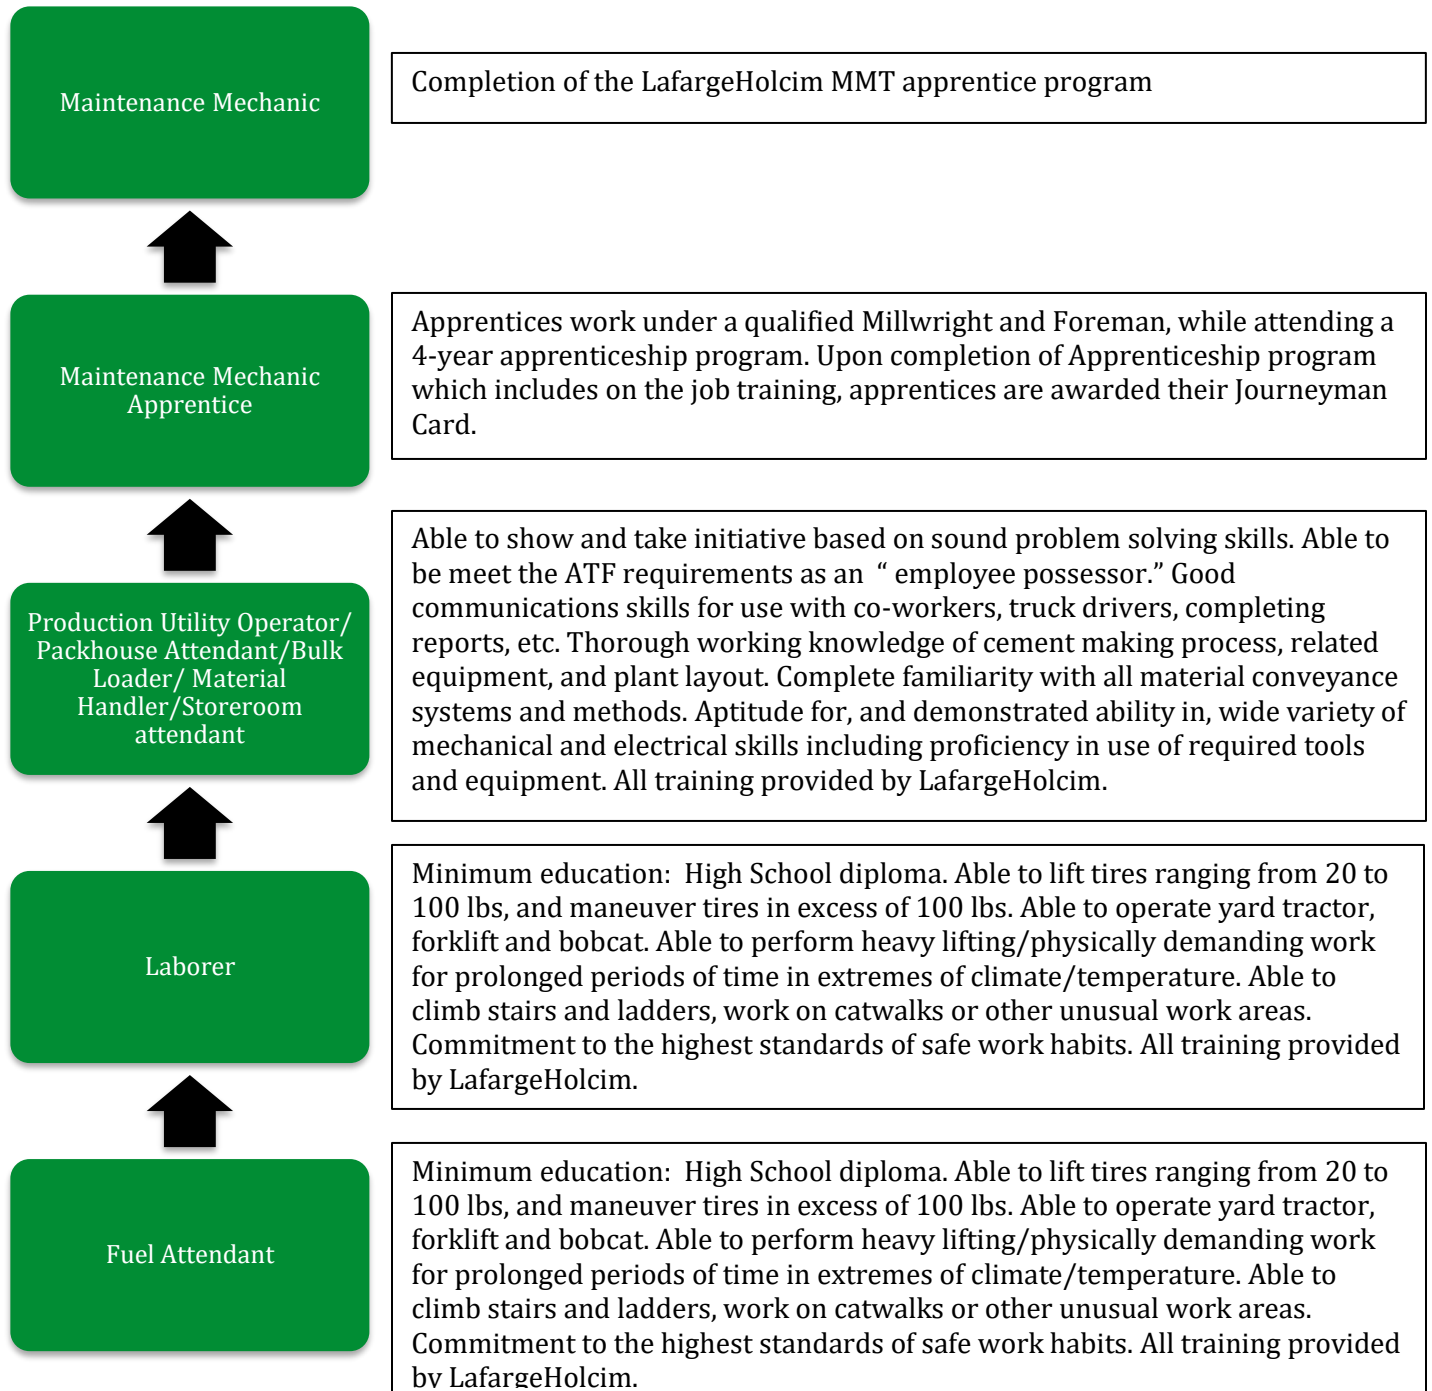 Maintenance Mechanic
Completion of the LafargeHolcim MMT apprentice program
Maintenance Mechanic
Apprentice
Apprentices work under a qualified Millwright and Foreman, while attending a
4-year apprenticeship program. Upon completion of Apprenticeship program
which includes on the job training, apprentices are awarded their Journeyman
Card.
Production Utility Operator/
Packhouse Attendant/Bulk
Loader/ Material
Handler/Storeroom
attendant
Able to show and take initiative based on sound problem solving skills. Able to
be meet the ATF requirements as an “ employee possessor.” Good
communications skills for use with co-workers, truck drivers, completing
reports, etc. Thorough working knowledge of cement making process, related
equipment, and plant layout. Complete familiarity with all material conveyance
systems and methods. Aptitude for, and demonstrated ability in, wide variety of
mechanical and electrical skills including proficiency in use of required tools
and equipment. All training provided by LafargeHolcim.
Laborer
Minimum education:  High School diploma. Able to lift tires ranging from 20 to
100 lbs, and maneuver tires in excess of 100 lbs. Able to operate yard tractor,
forklift and bobcat. Able to perform heavy lifting/physically demanding work
for prolonged periods of time in extremes of climate/temperature. Able to
climb stairs and ladders, work on catwalks or other unusual work areas.
Commitment to the highest standards of safe work habits. All training provided
by LafargeHolcim.
Fuel Attendant
Minimum education:  High School diploma. Able to lift tires ranging from 20 to
100 lbs, and maneuver tires in excess of 100 lbs. Able to operate yard tractor,
forklift and bobcat. Able to perform heavy lifting/physically demanding work
for prolonged periods of time in extremes of climate/temperature. Able to
climb stairs and ladders, work on catwalks or other unusual work areas.
Commitment to the highest standards of safe work habits. All training provided
by LafargeHolcim.